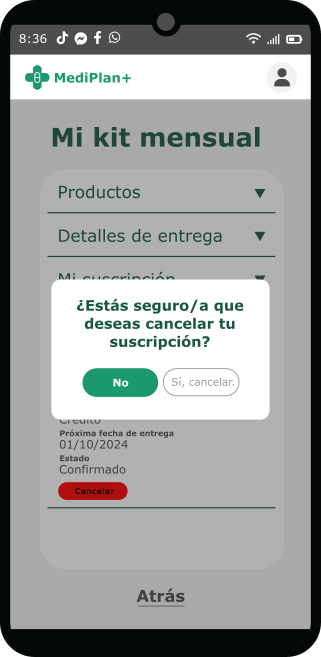 8:36
MediPlan+
Mi kit mensual
Productos
Detalles de entrega
Mi suscripción
¿Estás seguro/a que
deseas cancelar tu
suscripción?
No
Sí, cancelar.
Crédito
Próxima fecha de entrega
01/10/2024
Estado
Confirmado
Cancelar
Atrás